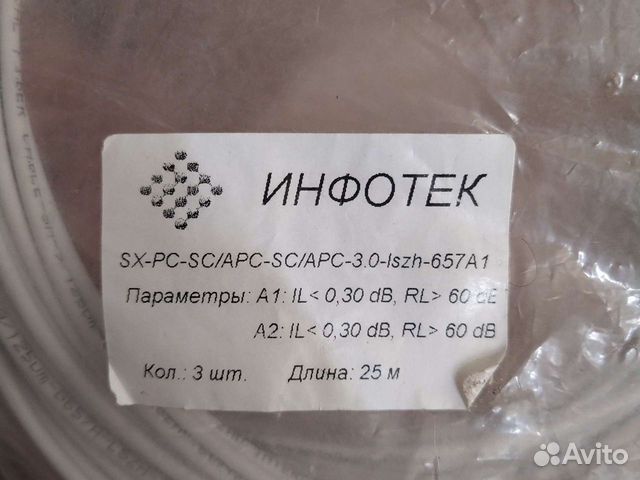 ИНФОТЕК
SX-PC-SC/APC-SC/APC-3.0-lszh-657A1
Параметры: A1: IL< 0,30 dB, RL> 60 dB
A2: IL< 0,30 dB, RL> 60 dB
Кол.: 3 шт. Длина: 25 м
Avito